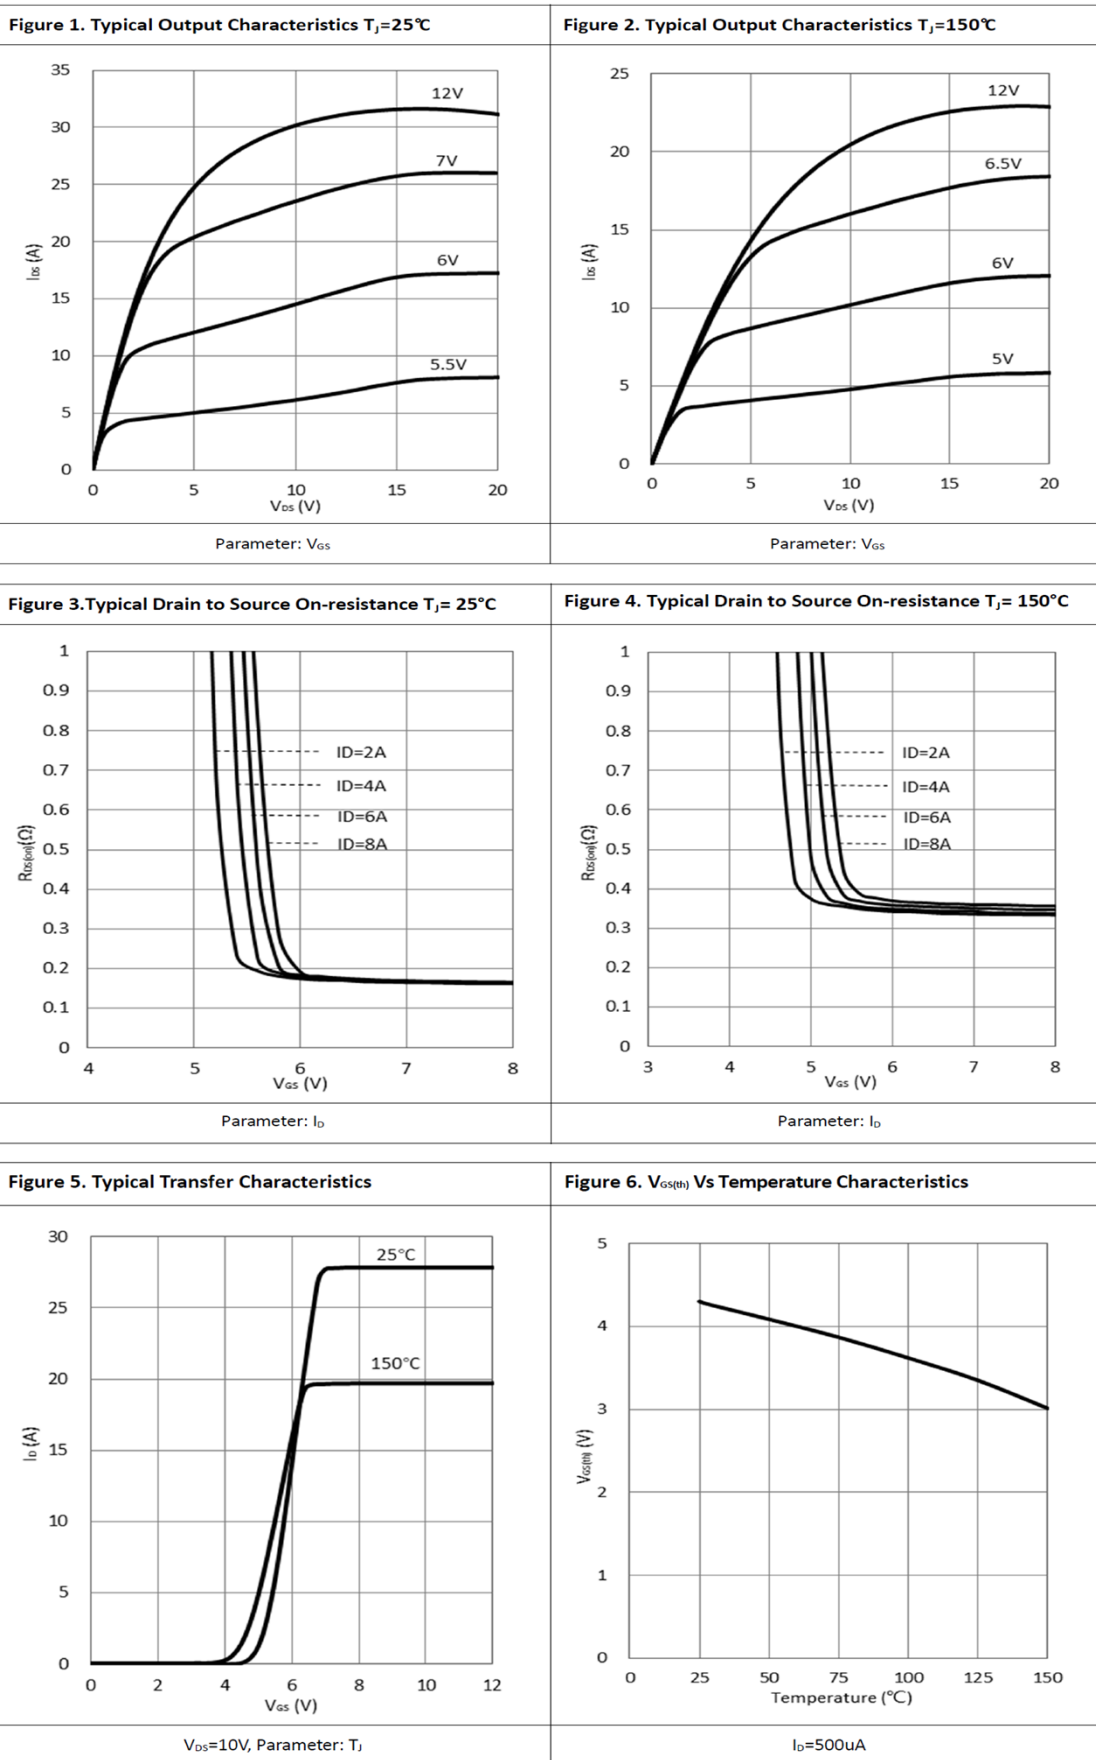 Figure 1. Typical Output Characteristics TJ=25℃
35
30
25
20
15
10
5
0
0 5 10 15 20
12V
7V
6V
5.5V
IDS (A)
VDS (V)
Parameter: VGS
Figure 2. Typical Output Characteristics TJ=150℃
25
20
15
10
5
0
0 5 10 15 20
12V
6.5V
6V
5V
IDS (A)
VDS (V)
Parameter: VGS
Figure 3.Typical Drain to Source On-resistance TJ= 25°C
1
0.9
0.8
0.7
0.6
0.5
0.4
0.3
0.2
0.1
0
4 5 6 7 8
ID=2A
ID=4A
ID=6A
ID=8A
RDS(on)(Ω)
VGS (V)
Parameter: ID
Figure 4. Typical Drain to Source On-resistance TJ= 150°C
1
0.9
0.8
0.7
0.6
0.5
0.4
0.3
0.2
0.1
0
3 4 5 6 7 8
ID=2A
ID=4A
ID=6A
ID=8A
RDS(on)(Ω)
VGS (V)
Parameter: ID
Figure 5. Typical Transfer Characteristics
30
25
20
15
10
5
0
0 2 4 6 8 10 12
25℃
150℃
ID (A)
VGS (V)
VDS=10V, Parameter: TJ
Figure 6. VGS(th) Vs Temperature Characteristics
5
4
3
2
1
0
0 25 50 75 100 125 150
VGS(th) (V)
Temperature (℃)
ID=500uA